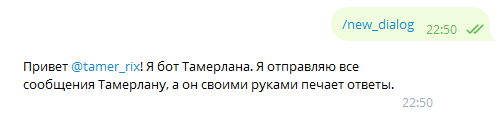 /new_dialog 22:50
Привет @tamer_rix! Я бот Тамерлана. Я отправляю все
сообщения Тамерлану, а он своими руками печает ответы.
22:50